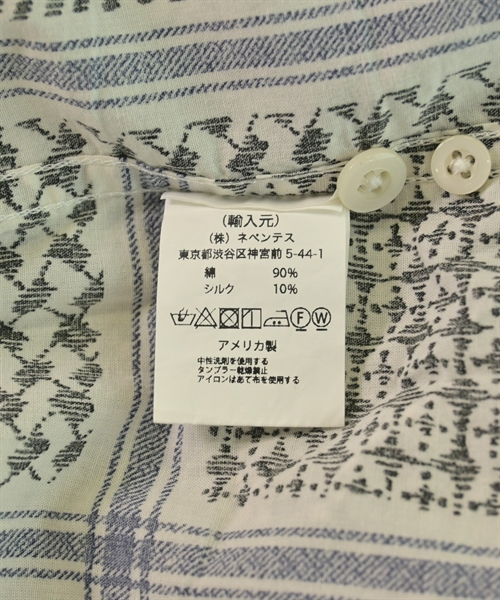 (輸入元)
(株) ネペンテス
東京都渋谷区神宮前 5-44-1
綿 90%
シルク 10%
F W
アメリカ製
中性洗剤を使用する
タンブラー乾燥禁止
アイロンはあて布を使用する